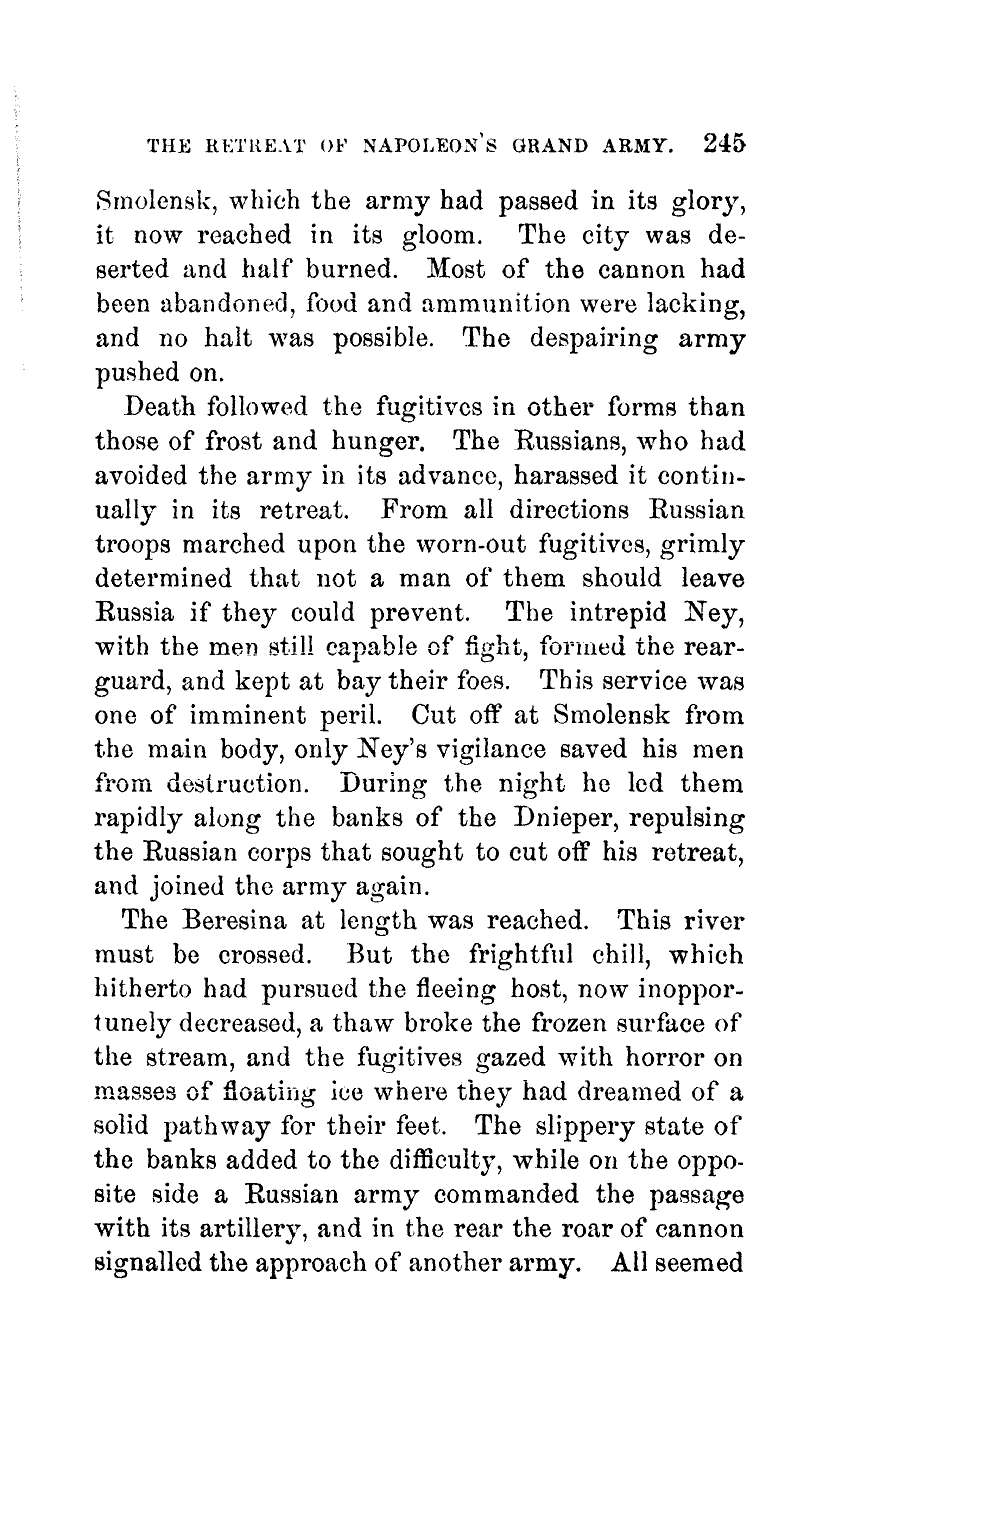 THE RETREAT OF NAPOLEON'S GRAND ARMY. 245
Smolensk, which the army had passed in its glory,
it now reached in its gloom. The city was de-
serted and half burned. Most of the cannon had
been abandoned, food and ammunition were lacking,
and no halt was possible. The despairing army
pushed on.
Death followed the fugitives in other forms than
those of frost and hunger. The Russians, who had
avoided the army in its advance, harassed it contin-
ually in its retreat. From all directions Russian
troops marched upon the worn-out fugitives, grimly
determined that not a man of them should leave
Russia if they could prevent. The intrepid Ney,
with the men still capable of fight, formed the rear-
guard, and kept at bay their foes. This service was
one of imminent peril. Cut off at Smolensk from
the main body, only Ney's vigilance saved his men
from destruction. During the night he led them
rapidly along the banks of the Dnieper, repulsing
the Russian corps that sought to cut off his retreat,
and joined the army again.
The Beresina at length was reached. This river
must be crossed. But the frightful chill, which
hitherto had pursued the fleeing host, now inoppor-
tunely decreased, a thaw broke the frozen surface of
the stream, and the fugitives gazed with horror on
masses of floating ice where they had dreamed of a
solid pathway for their feet. The slippery state of
the banks added to the difficulty, while on the oppo-
site side a Russian army commanded the passage
with its artillery, and in the rear the roar of cannon
signalled the approach of another army. All seemed